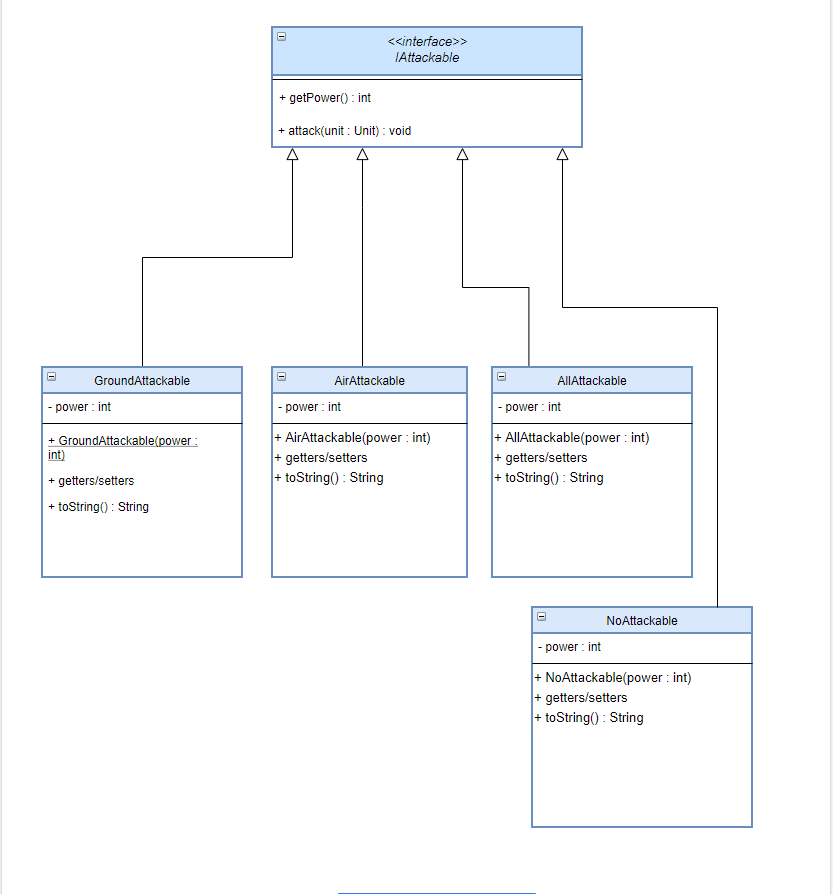 <<interface>>
IAttackable
+ getPower() : int
+ attack(unit : Unit) : void
GroundAttackable
- power : int
+ GroundAttackable(power :
int)
+ getters/setters
+ toString() : String
AirAttackable
- power : int
+ AirAttackable(power : int)
+ getters/setters
+ toString() : String
AllAttackable
- power : int
+ AllAttackable(power : int)
+ getters/setters
+ toString() : String
NoAttackable
- power : int
+ NoAttackable(power : int)
+ getters/setters
+ toString() : String